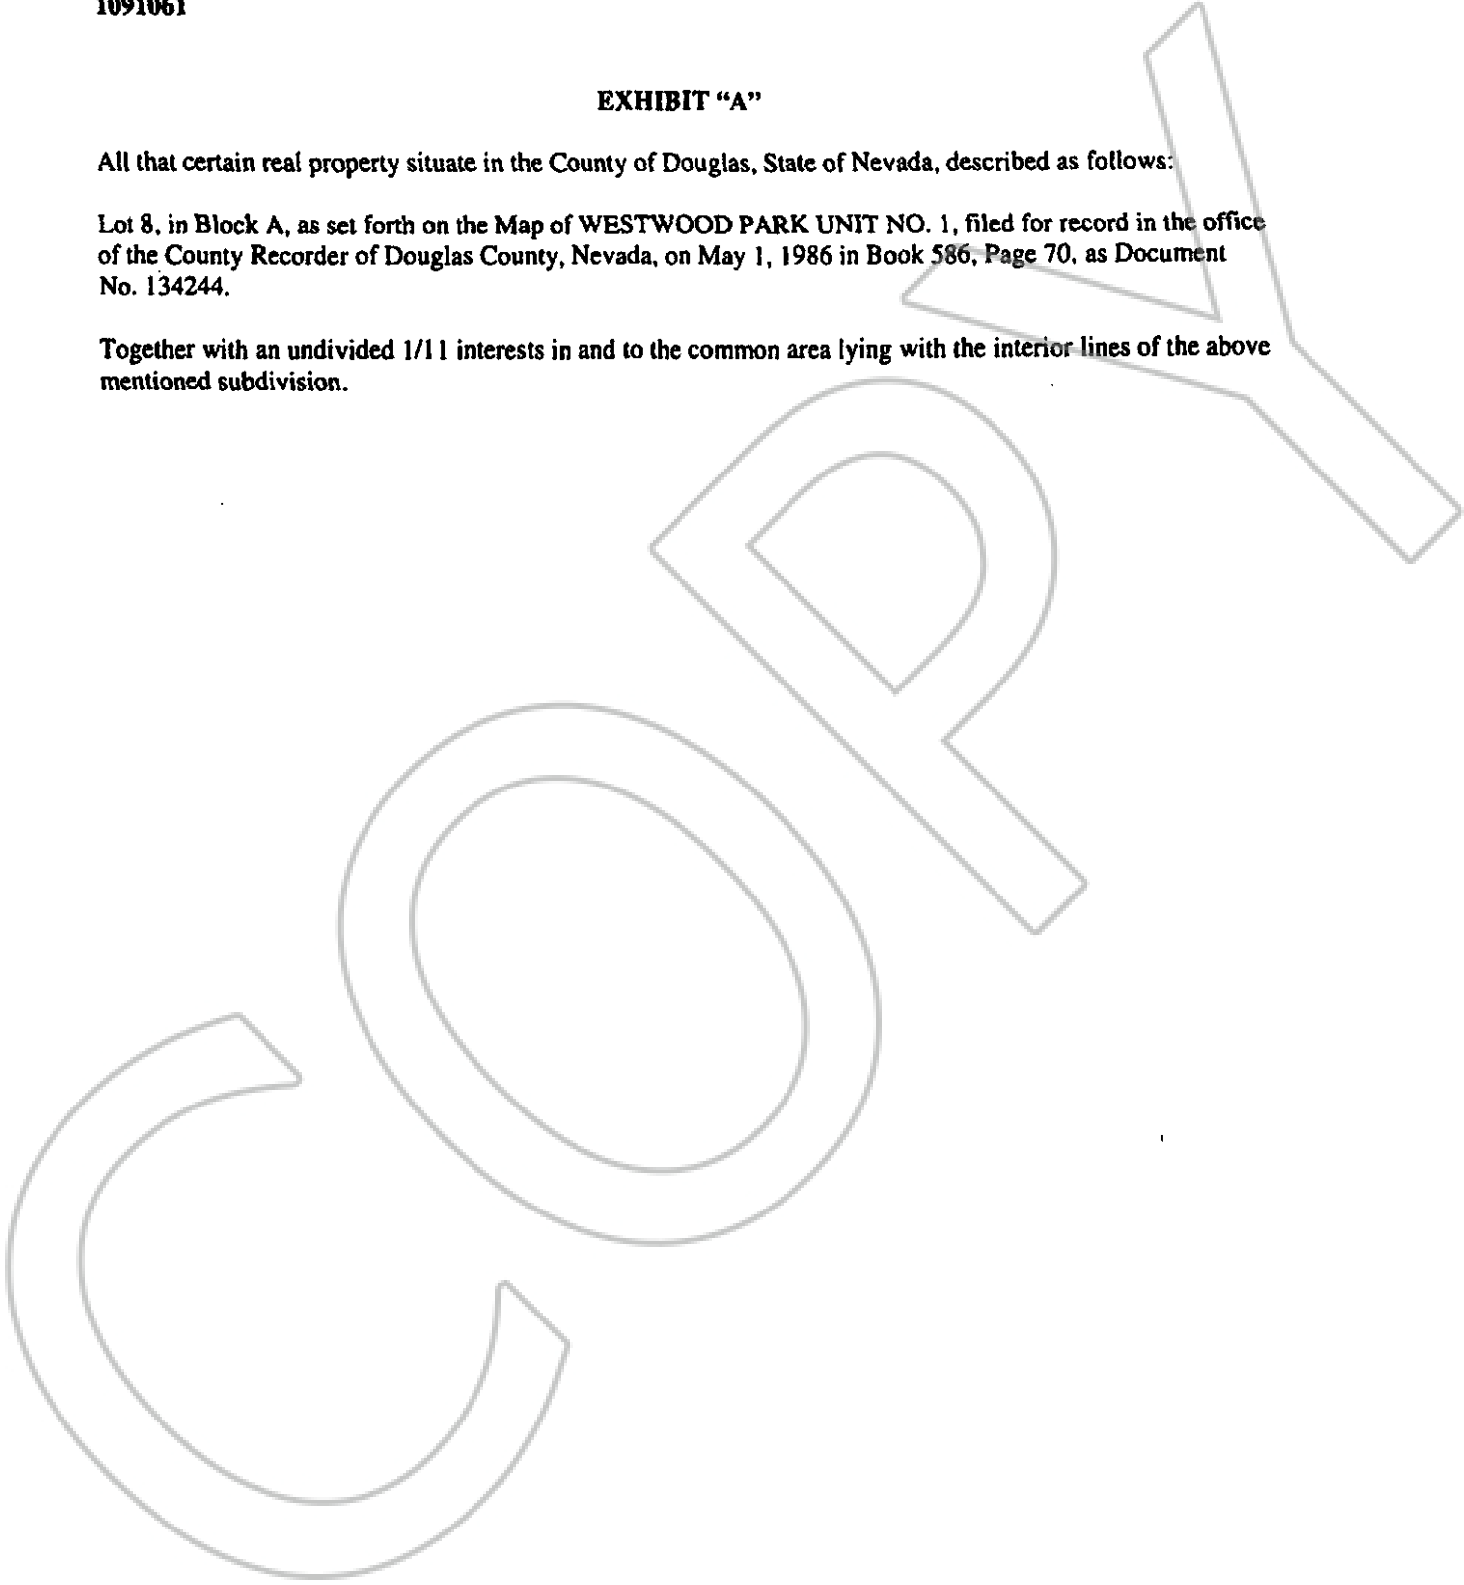 1091061
EXHIBIT “A”
All that certain real property situate in the County of Douglas, State of Nevada, described as follows:
Lot 8, in Block A, as set forth on the Map of WESTWOOD PARK UNIT NO. 1, filed for record in the office
of the County Recorder of Douglas County, Nevada, on May 1, 1986 in Book 586, Page 70, as Document
No. 134244.
Together with an undivided 1/11 interests in and to the common area lying with the interior lines of the above
mentioned subdivision.
COPY